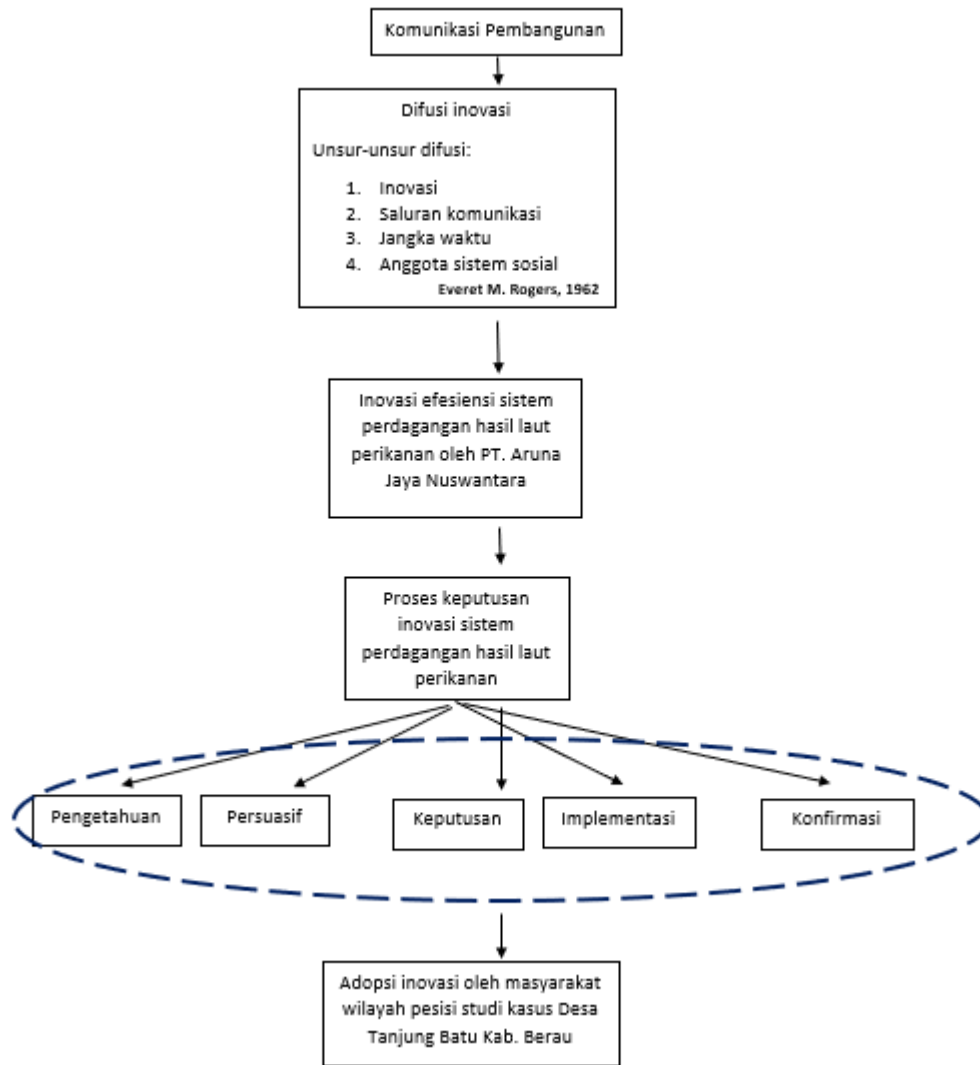 Komunikasi Pembangunan
Difusi inovasi
Unsur-unsur difusi:
1. Inovasi
2. Saluran komunikasi
3. Jangka waktu
4. Anggota sistem sosial
Everet M. Rogers, 1962
Inovasi efesiensi sistem
perdagangan hasil laut
perikanan oleh PT. Aruna
Jaya Nuswantara
Proses keputusan
inovasi sistem
perdagangan hasil laut
perikanan
Pengetahuan
Persuasif
Keputusan
Implementasi
Konfirmasi
Adopsi inovasi oleh masyarakat
wilayah pesisi studi kasus Desa
Tanjung Batu Kab. Berau